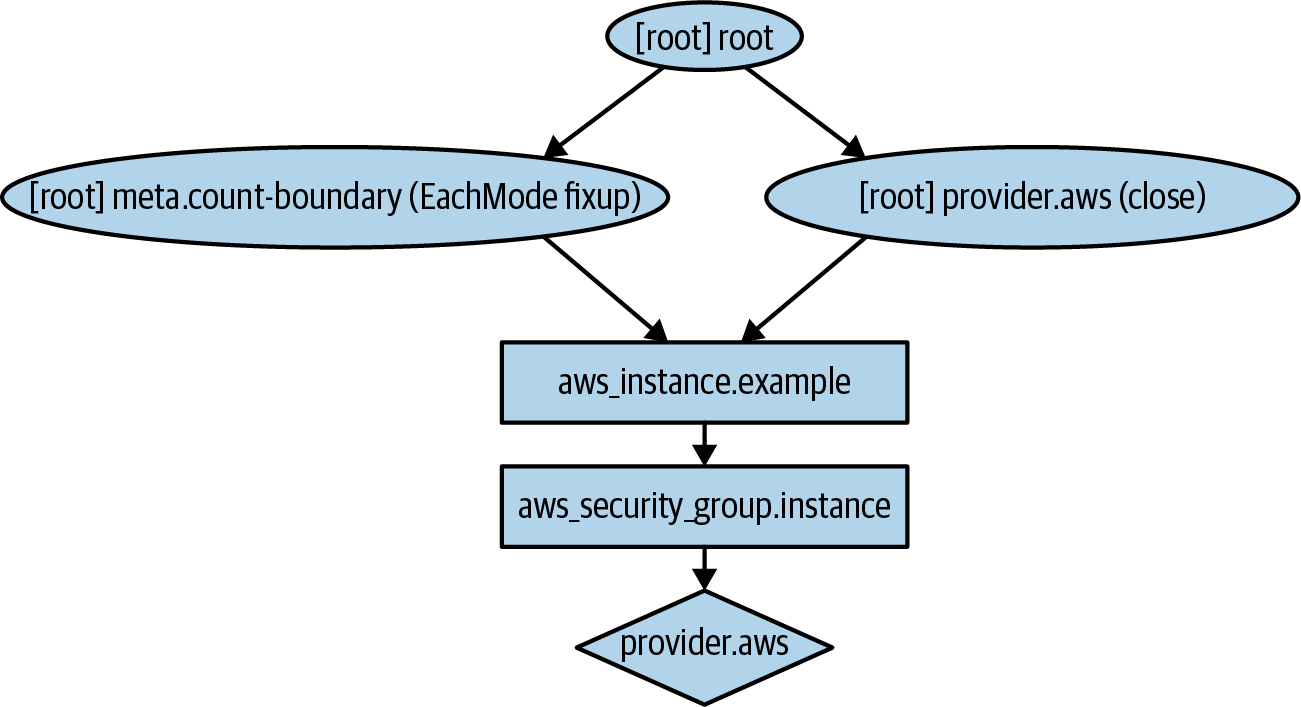 [root] root
[root] meta.count-boundary (EachMode fixup)
[root] provider.aws (close)
aws_instance.example
aws_security_group.instance
provider.aws